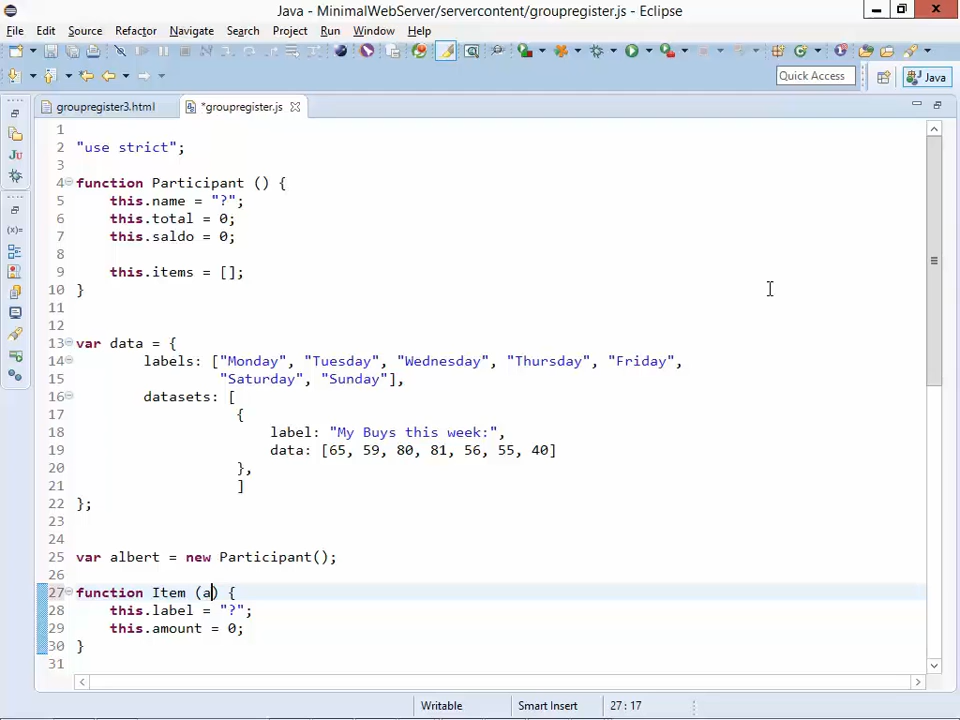 Java - MinimalWebServer/servercontent/groupregister.js - Eclipse
File Edit Source Refactor Navigate Search Project Run Window Help
Quick Access Java
groupregister3.html *groupregister.js
1
2 "use strict";
3
4 function Participant () {
5 this.name = "?";
6 this.total = 0;
7 this.saldo = 0;
8
9 this.items = [];
10 }
11
12
13 var data = {
14 labels: ["Monday", "Tuesday", "Wednesday", "Thursday", "Friday",
15 "Saturday", "Sunday"],
16 datasets: [
17 {
18 label: "My Buys this week:",
19 data: [65, 59, 80, 81, 56, 55, 40]
20 },
21 ]
22 };
23
24
25 var albert = new Participant();
26
27 function Item (a) {
28 this.label = "?";
29 this.amount = 0;
30 }
31
Writable Smart Insert 27 : 17